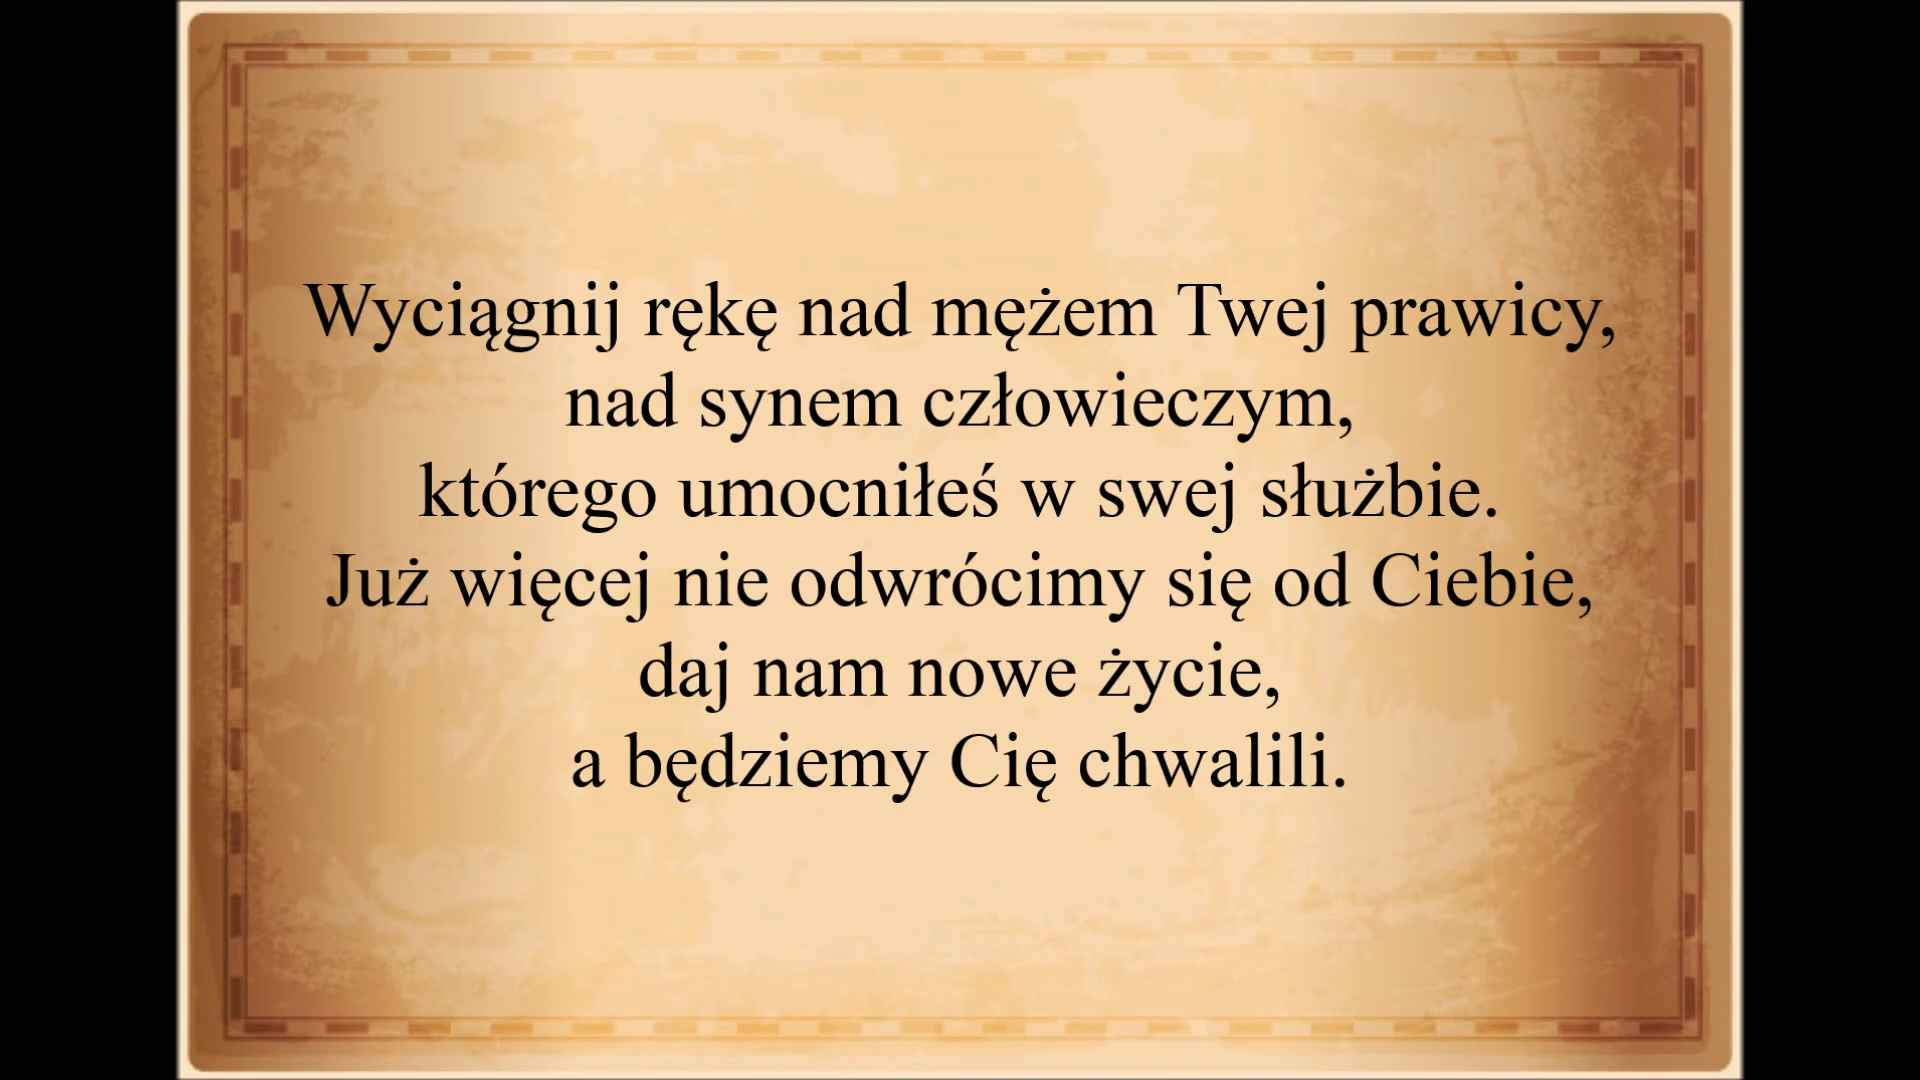 Wyciągnij rękę nad mężem Twej prawicy,
nad synem człowieczym,
którego umocniłeś w swej służbie.
Już więcej nie odwrócimy się od Ciebie,
daj nam nowe życie,
a będziemy Cię chwalili.